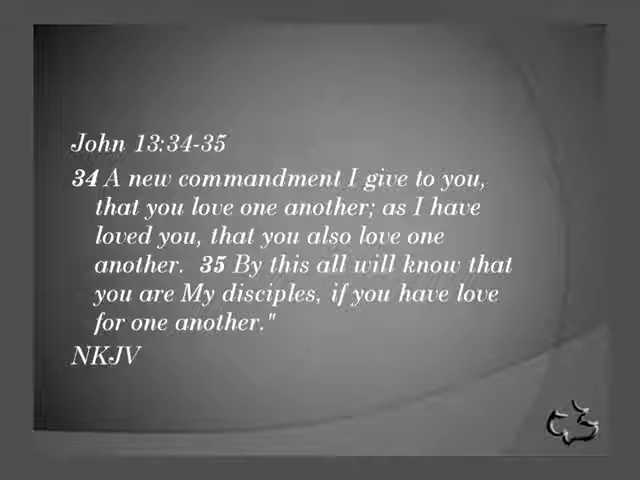 John 13:34-35
34 A new commandment I give to you,
that you love one another; as I have
loved you, that you also love one
another.  35 By this all will know that
you are My disciples, if you have love
for one another."
NKJV